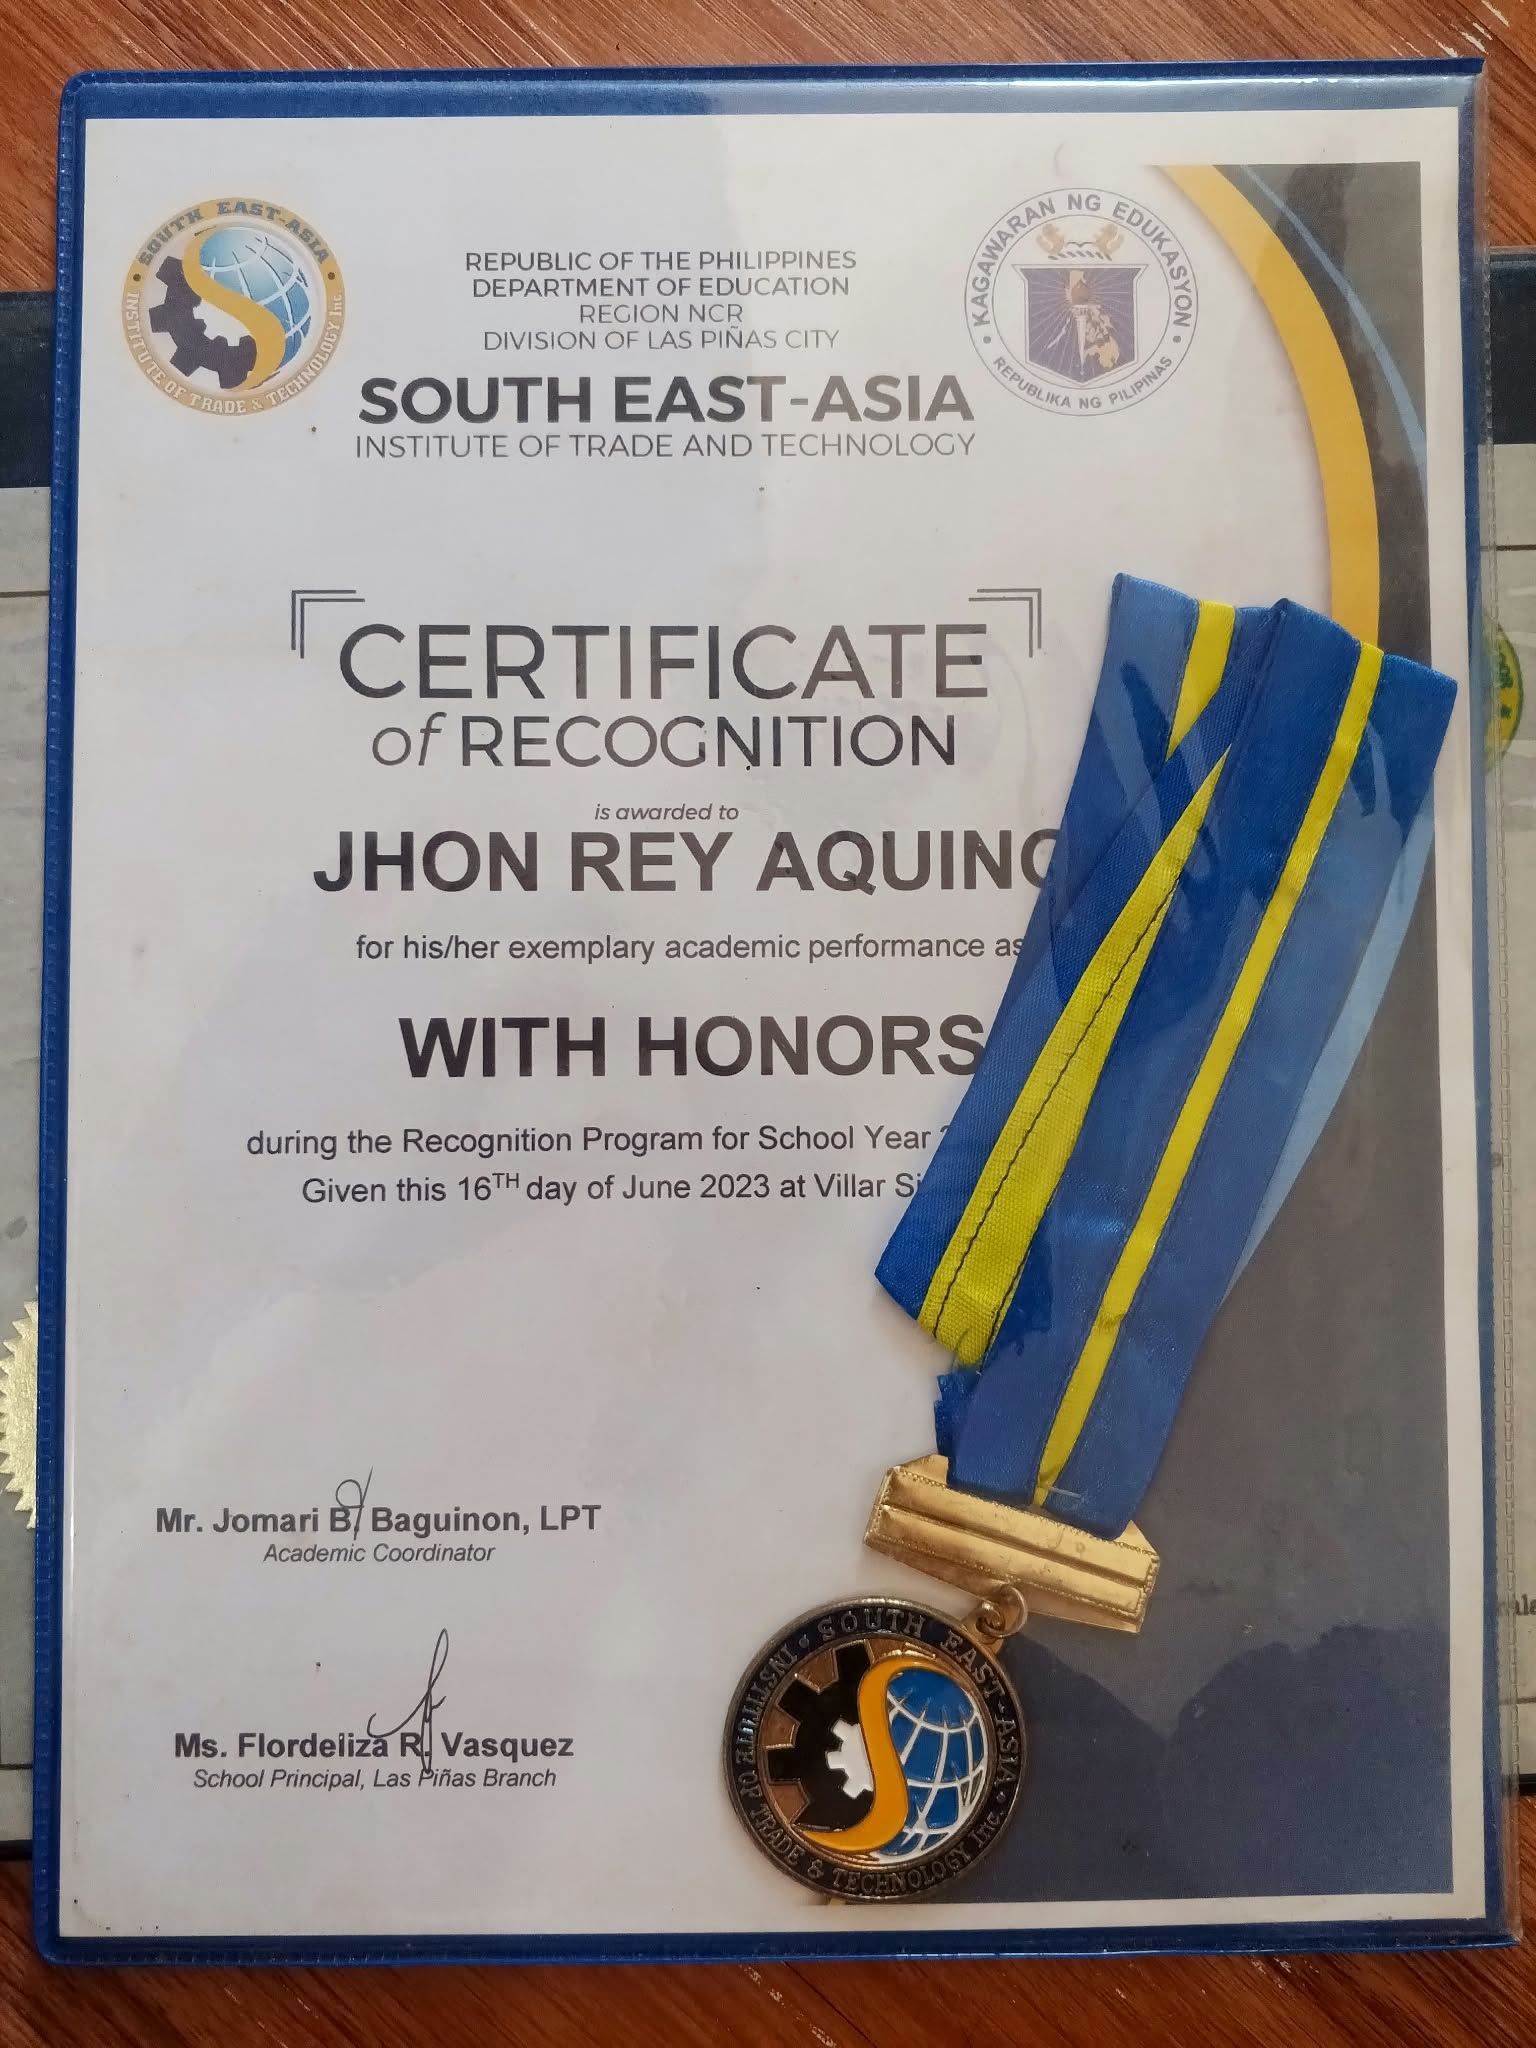 SOUTH EAST-ASIA
INSTITUTE OF TRADE & TECHNOLOGY Inc.
KAGAWARAN NG EDUKASYON
REPUBLIKA NG PILIPINAS
REPUBLIC OF THE PHILIPPINES
DEPARTMENT OF EDUCATION
REGION NCR
DIVISION OF LAS PIÑAS CITY
SOUTH EAST-ASIA
INSTITUTE OF TRADE AND TECHNOLOGY
CERTIFICATE
of RECOGNITION
is awarded to
JHON REY AQUINO
for his/her exemplary academic performance as
WITH HONORS
during the Recognition Program for School Year
Given this 16TH day of June 2023 at Villar
Mr. Jomari B. Baguinon, LPT
Academic Coordinator
Ms. Flordeliza R. Vasquez
School Principal, Las Piñas Branch
SOUTH EAST-ASIA
INSTITUTE OF TRADE & TECHNOLOGY Inc.